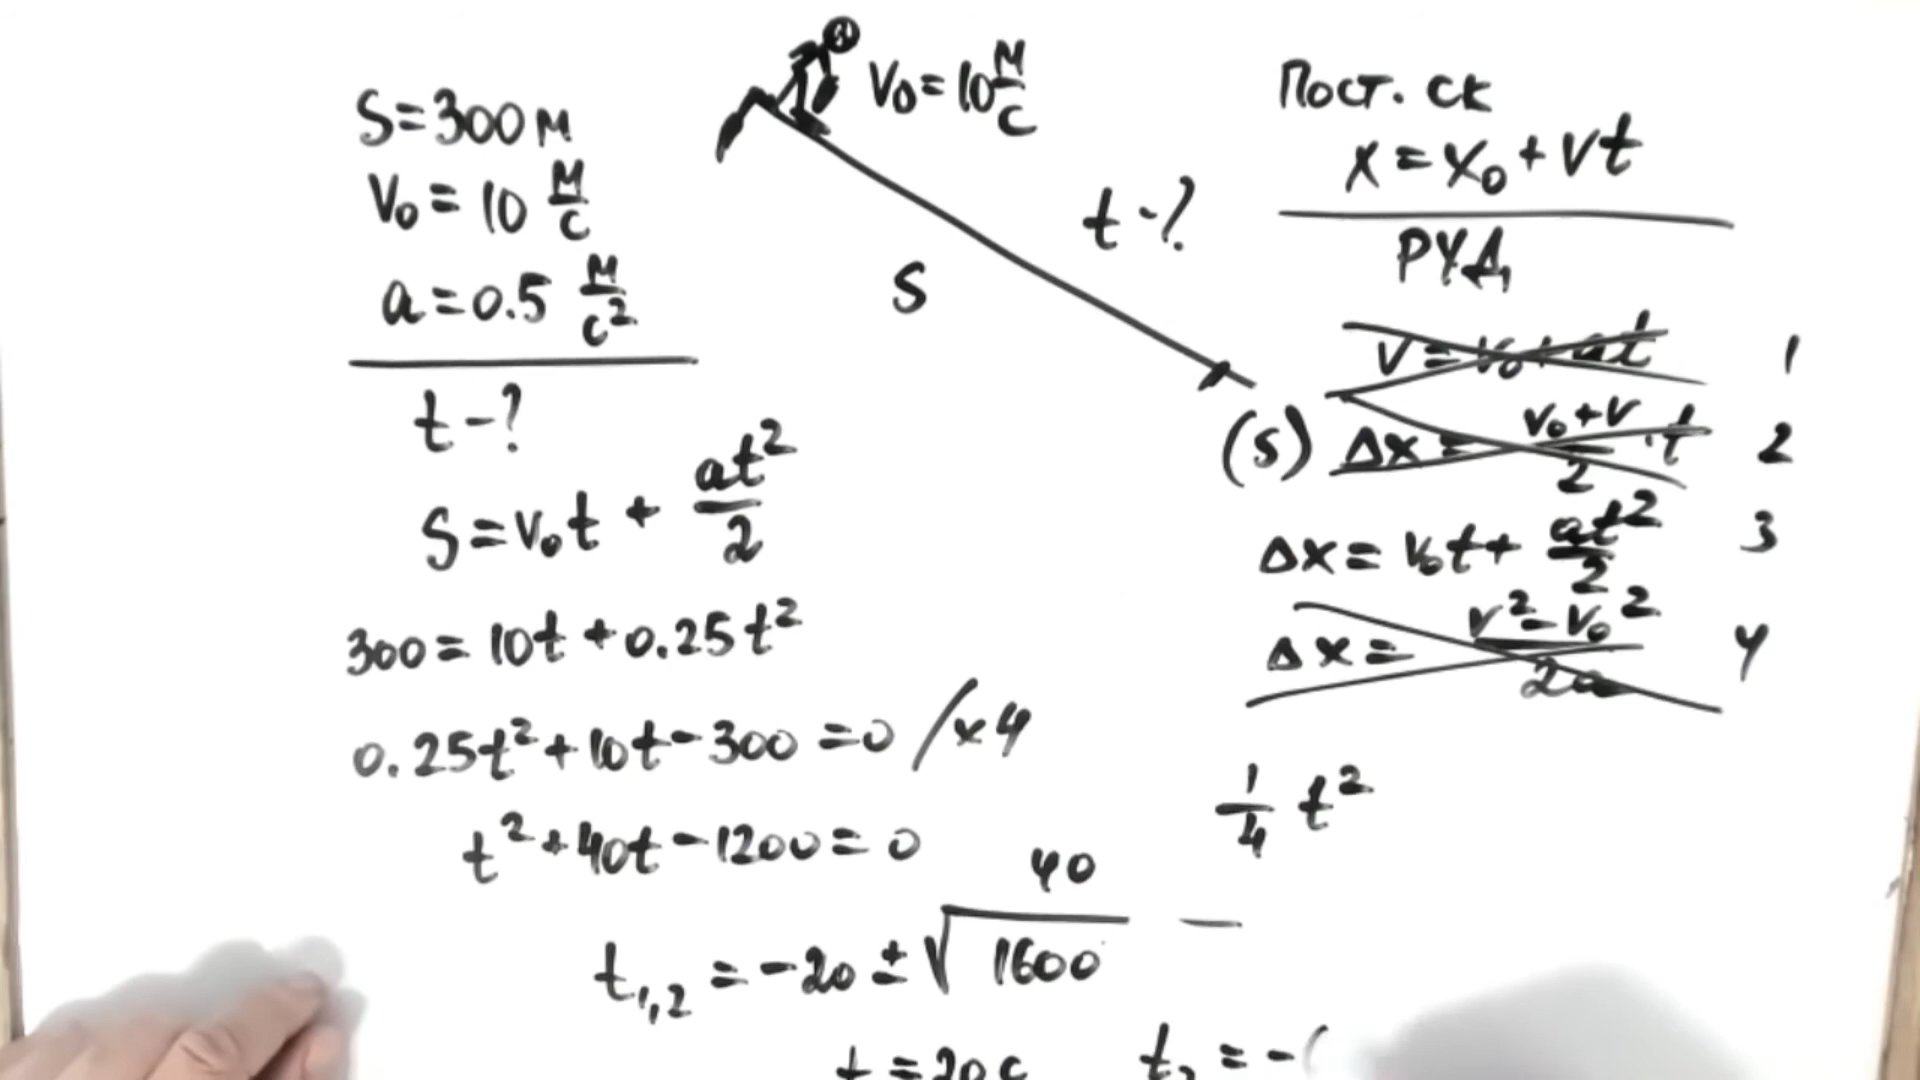 S=300м
V₀= 10 м/с
a=0.5 м/с²
t-?
S=V₀t + at²/2
300=10t+0.25t²
0.25t²+10t-300=0 /×4
t²+40t-1200=0
t₁,₂ = -20 ± √1600
40
t=20c
t₂ = -(
V₀=10 м/с
t-?
S
Пост. ск
x=x₀+vt
РУД
V=V₀+at 1
(S) Δx= V₀+V/2 ·t 2
Δx= V₀t+ at²/2 3
Δx= V²-V₀²/2a 4
1/4 t²